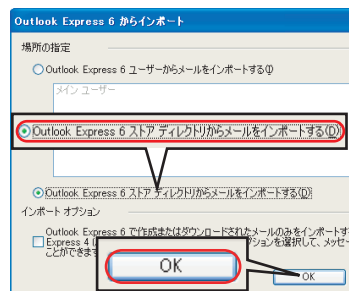 Outlook Express 6 からインポート
場所の指定
Outlook Express 6 ユーザーからメールをインポートする(I)
メイン ユーザー
Outlook Express 6 ストア ディレクトリからメールをインポートする(D)
Outlook Express 6 ストア ディレクトリからメールをインポートする(D)
インポート オプション
Outlook Express 6 で作成またはダウンロードされたメールのみをインポートす
Express 4 ションを選択して、メッセー
ことができます
OK
OK